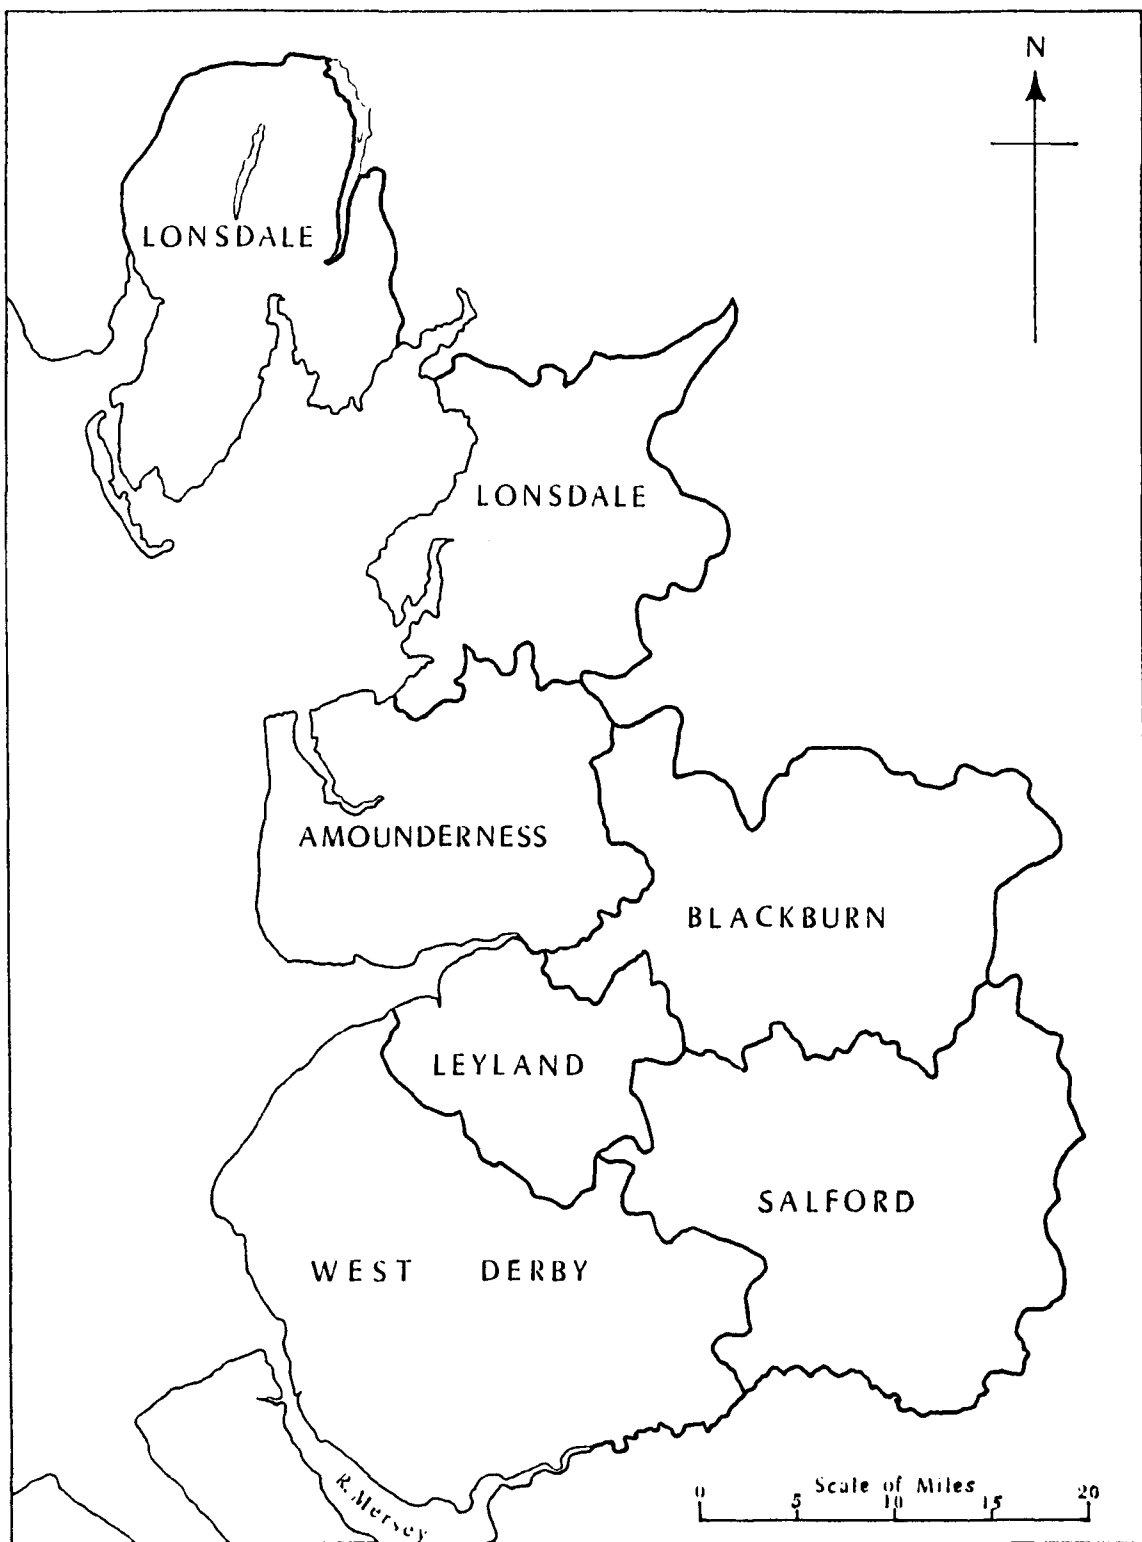 N
LONSDALE
LONSDALE
AMOUNDERNESS
BLACKBURN
LEYLAND
SALFORD
WEST DERBY
R. Mersey
Scale of Miles
0 5 10 15 20